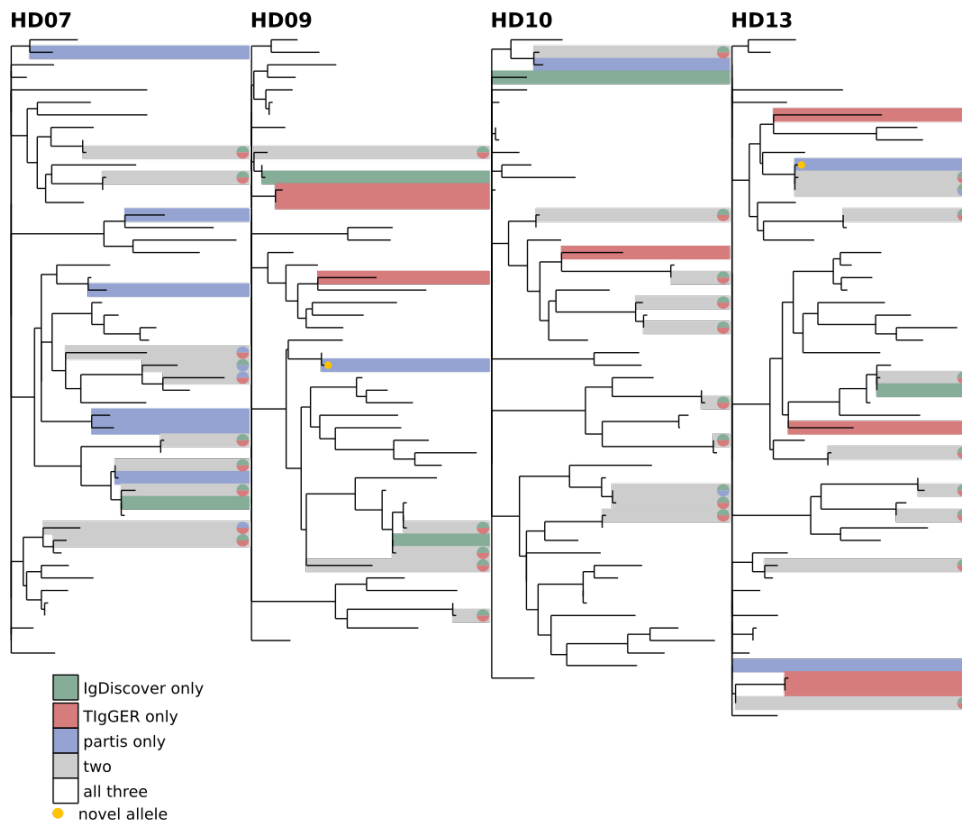 HD07 HD09 HD10 HD13
IgDiscover only
TIgGER only
partis only
two
all three
novel allele